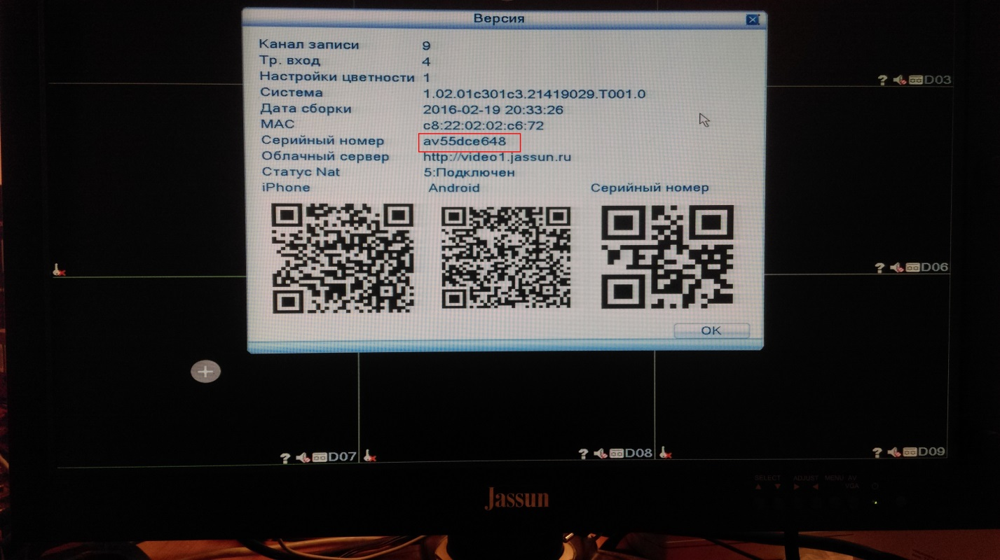 Версия
Канал записи 9
Тр. вход 4
Настройки цветности 1
Система 1.02.01c301c3.21419029.T001.0
Дата сборки 2016-02-19 20:33:26
MAC c8:22:02:02:c6:72
Серийный номер av55dce648
Облачный сервер http://video1.jassun.ru
Статус Nat 5:Подключен
iPhone Android Серийный номер
OK
? D03
? D06
? D07 ? D08 ? D09
SELECT ADJUST MENU AV
VGA
Jassun